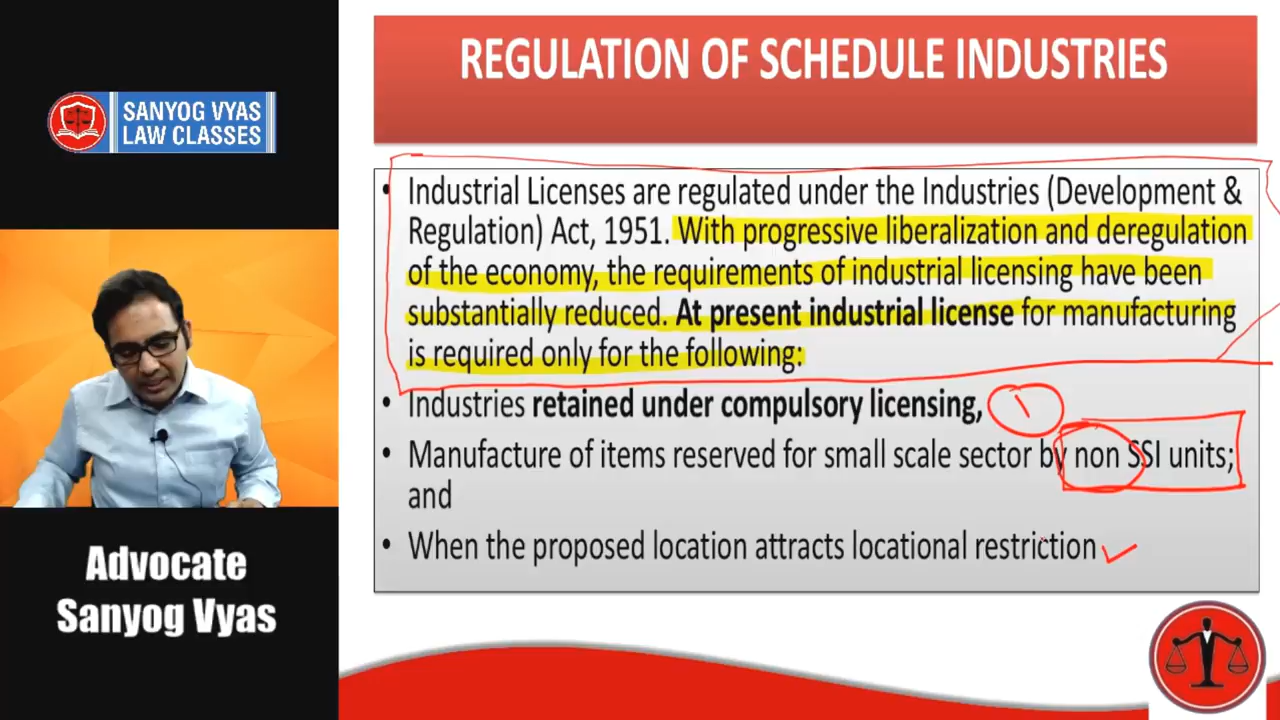 REGULATION OF SCHEDULE INDUSTRIES
SANYOG VYAS
LAW CLASSES
• Industrial Licenses are regulated under the Industries (Development &
Regulation) Act, 1951. With progressive liberalization and deregulation
of the economy, the requirements of industrial licensing have been
substantially reduced. At present industrial license for manufacturing
is required only for the following:
• Industries retained under compulsory licensing,
• Manufacture of items reserved for small scale sector by non SSI units;
and
• When the proposed location attracts locational restriction
Advocate
Sanyog Vyas